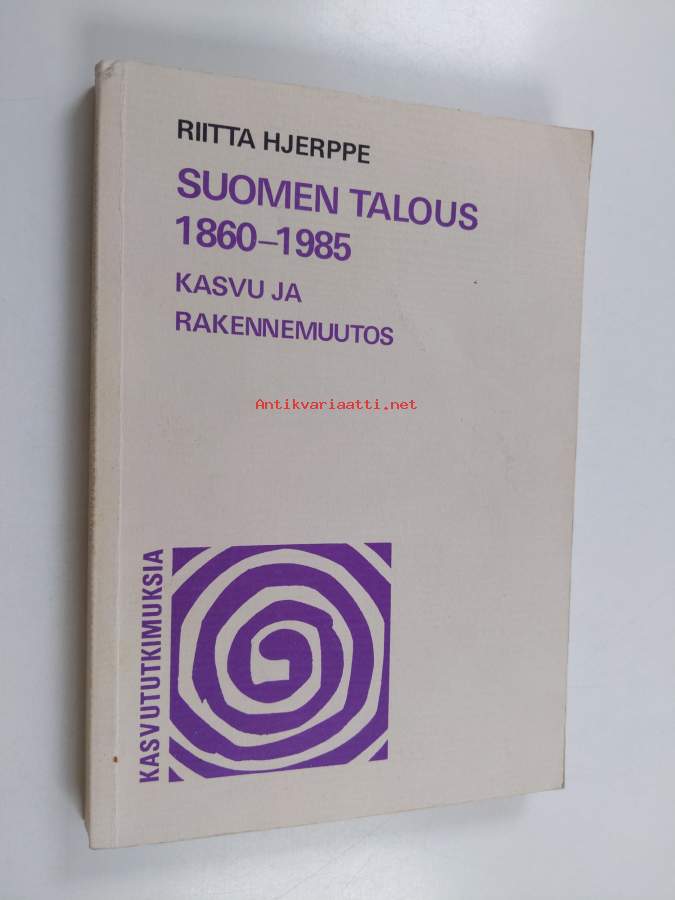 RIITTA HJERPPE
SUOMEN TALOUS
1860–1985
KASVU JA
RAKENNEMUUTOS
Antikvariaatti.net
KASVUTUTKIMUKSIA